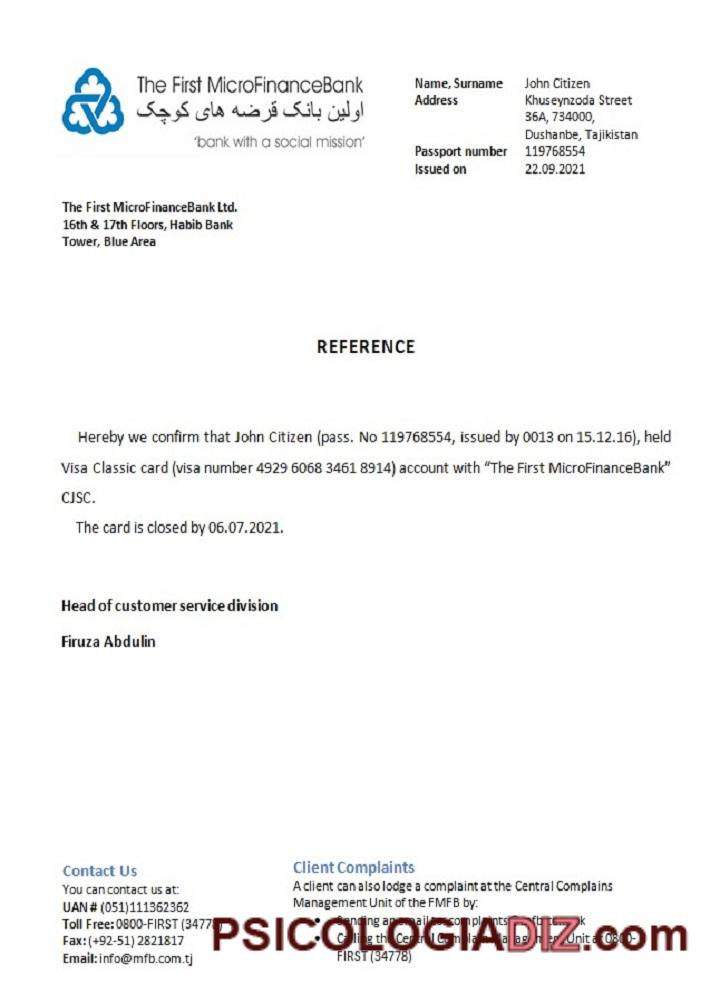 The First MicroFinanceBank
اولین بانک قرضه های کوچک
'bank with a social mission'
Name, Surname John Citizen
Address Khuseynzoda Street
36A, 734000,
Dushanbe, Tajikistan
Passport number 119768554
Issued on 22.09.2021
The First MicroFinanceBank Ltd.
16th & 17th Floors, Habib Bank
Tower, Blue Area
REFERENCE
Hereby we confirm that John Citizen (pass. No 119768554, issued by 0013 on 15.12.16), held
Visa Classic card (visa number 4929 6068 3461 8914) account with “The First MicroFinanceBank”
CJSC.
The card is closed by 06.07.2021.
Head of customer service division
Firuza Abdulin
Contact Us
You can contact us at:
UAN # (051)111362362
Toll Free: 0800-FIRST (34778)
Fax: (+92-51) 2821817
Email: info@mfb.com.tj
Client Complaints
A client can also lodge a complaint at the Central Complains
Management Unit of the FMFB by:
• Sending an email to complaints
• Calling the Central Complain Management Unit at 0800-
FIRST (34778)
PSICOLOGIADIZ.com